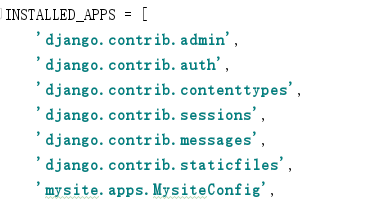 INSTALLED_APPS = [
'django.contrib.admin',
'django.contrib.auth',
'django.contrib.contenttypes',
'django.contrib.sessions',
'django.contrib.messages',
'django.contrib.staticfiles',
'mysite.apps.MysiteConfig',